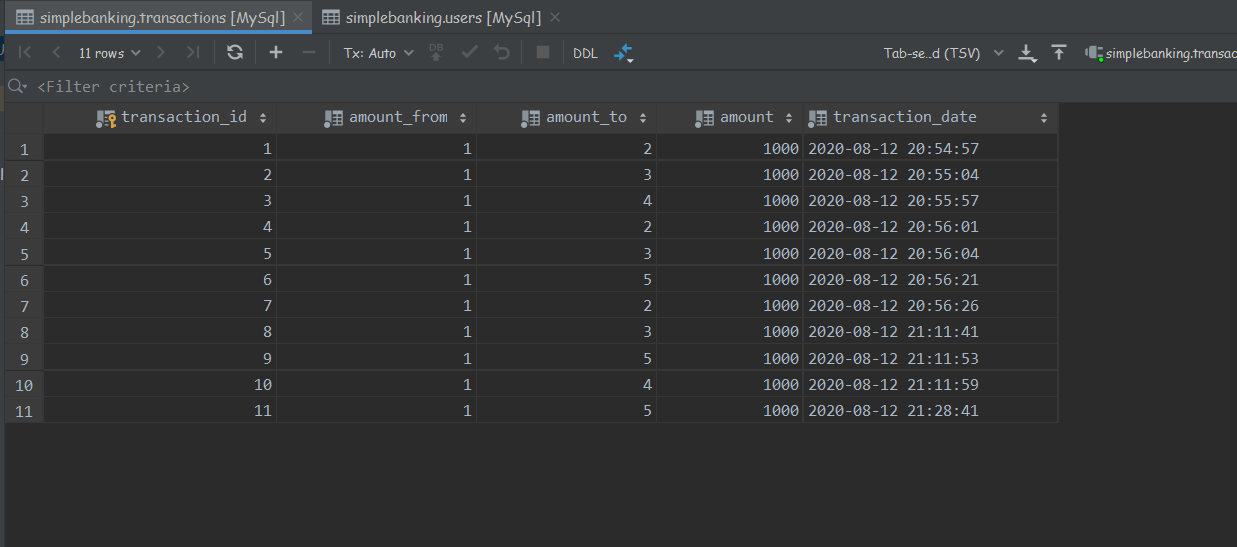 simplebanking.transactions [MySql] simplebanking.users [MySql]
11 rows Tx: Auto DB DDL Tab-se..d (TSV) simplebanking.transac
<Filter criteria>
transaction_id amount_from amount_to amount transaction_date
1 1 1 2 1000 2020-08-12 20:54:57
2 2 1 3 1000 2020-08-12 20:55:04
3 3 1 4 1000 2020-08-12 20:55:57
4 4 1 2 1000 2020-08-12 20:56:01
5 5 1 3 1000 2020-08-12 20:56:04
6 6 1 5 1000 2020-08-12 20:56:21
7 7 1 2 1000 2020-08-12 20:56:26
8 8 1 3 1000 2020-08-12 21:11:41
9 9 1 5 1000 2020-08-12 21:11:53
10 10 1 4 1000 2020-08-12 21:11:59
11 11 1 5 1000 2020-08-12 21:28:41